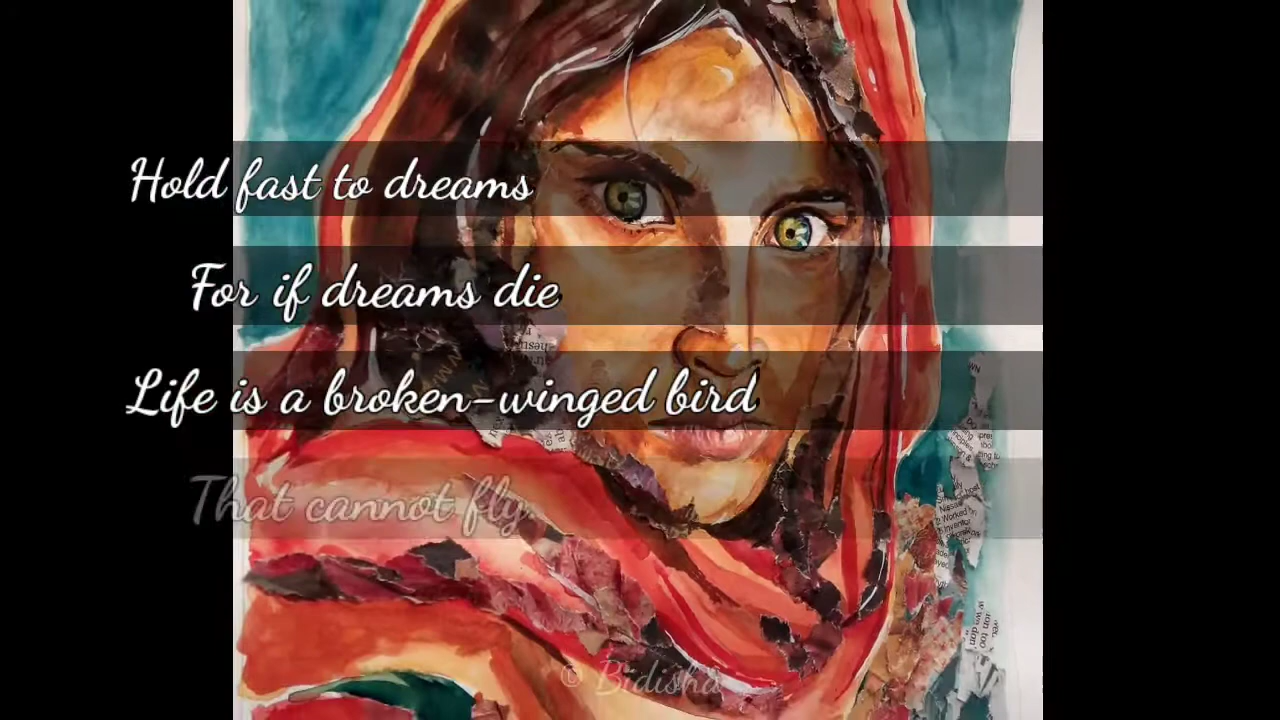 Hold fast to dreams
For if dreams die
Life is a broken-winged bird
That cannot fly.
© Bidisha